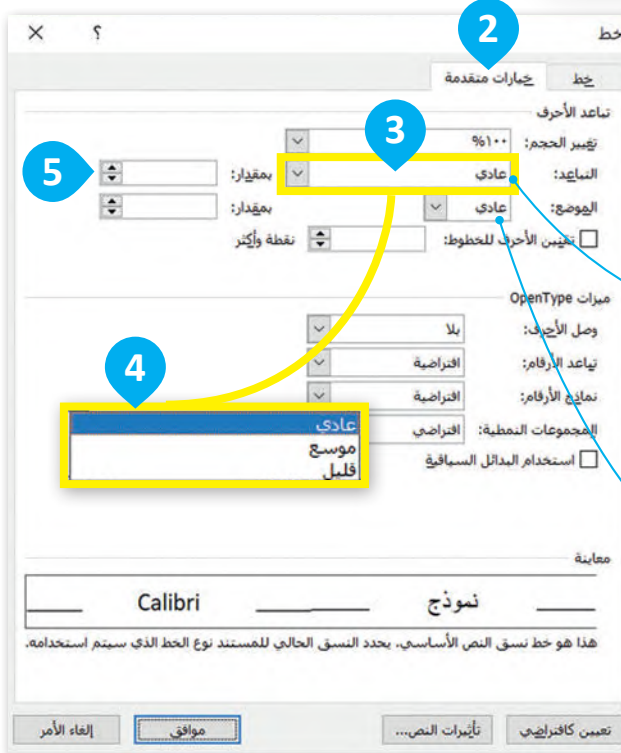 خط ؟ ×
2
خط خيارات متقدمة
تباعد الأحرف
تغيير الحجم: ١٠٠%
3
التباعد: عادي بمقدار:
5
الموضع: عادي بمقدار:
تقنين الأحرف للخطوط: نقطة وأكثر
ميزات OpenType
وصل الأحرف: بلا
تباعد الأرقام: افتراضية
نماذج الأرقام: افتراضية
المجموعات النمطية: افتراضي
استخدام البدائل السياقية
4
عادي
موسع
قليل
معاينة
نموذج Calibri
هذا هو خط نسق النص الأساسي. يحدد النسق الحالي للمستند نوع الخط الذي سيتم استخدامه.
تعيين كافتراضي تأثيرات النص... موافق إلغاء الأمر